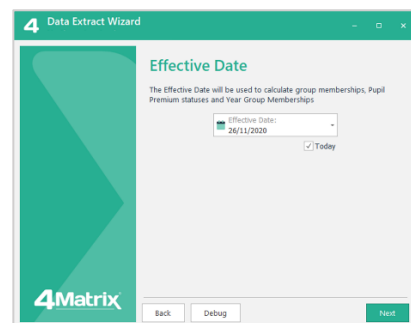 4 Data Extract Wizard
Effective Date
The Effective Date will be used to calculate group memberships, Pupil
Premium statuses and Year Group Memberships
Effective Date:
26/11/2020
Today
4Matrix
Back
Debug
Next